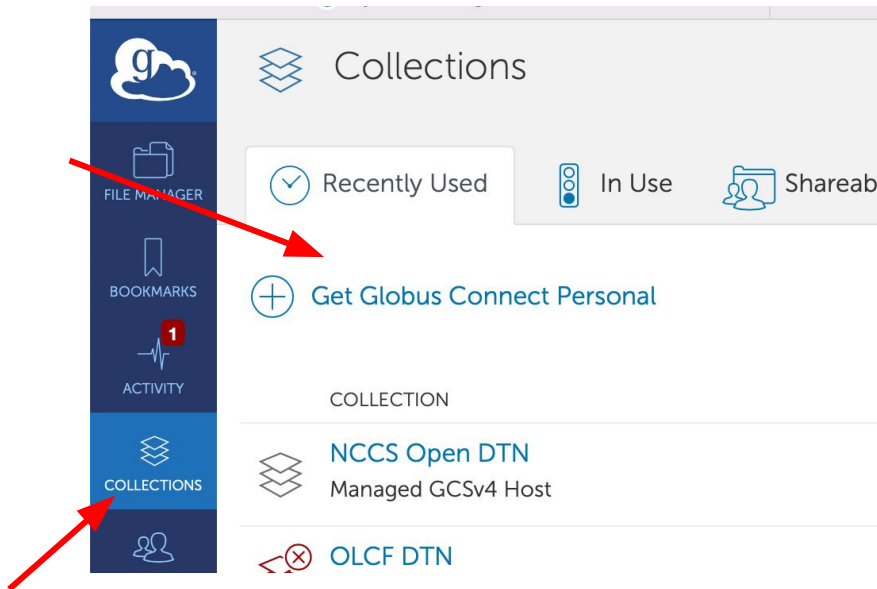 Collections
FILE MANAGER
Recently Used
In Use
Shareab
BOOKMARKS
Get Globus Connect Personal
1
ACTIVITY
COLLECTION
COLLECTIONS
NCCS Open DTN
Managed GCSv4 Host
OLCF DTN